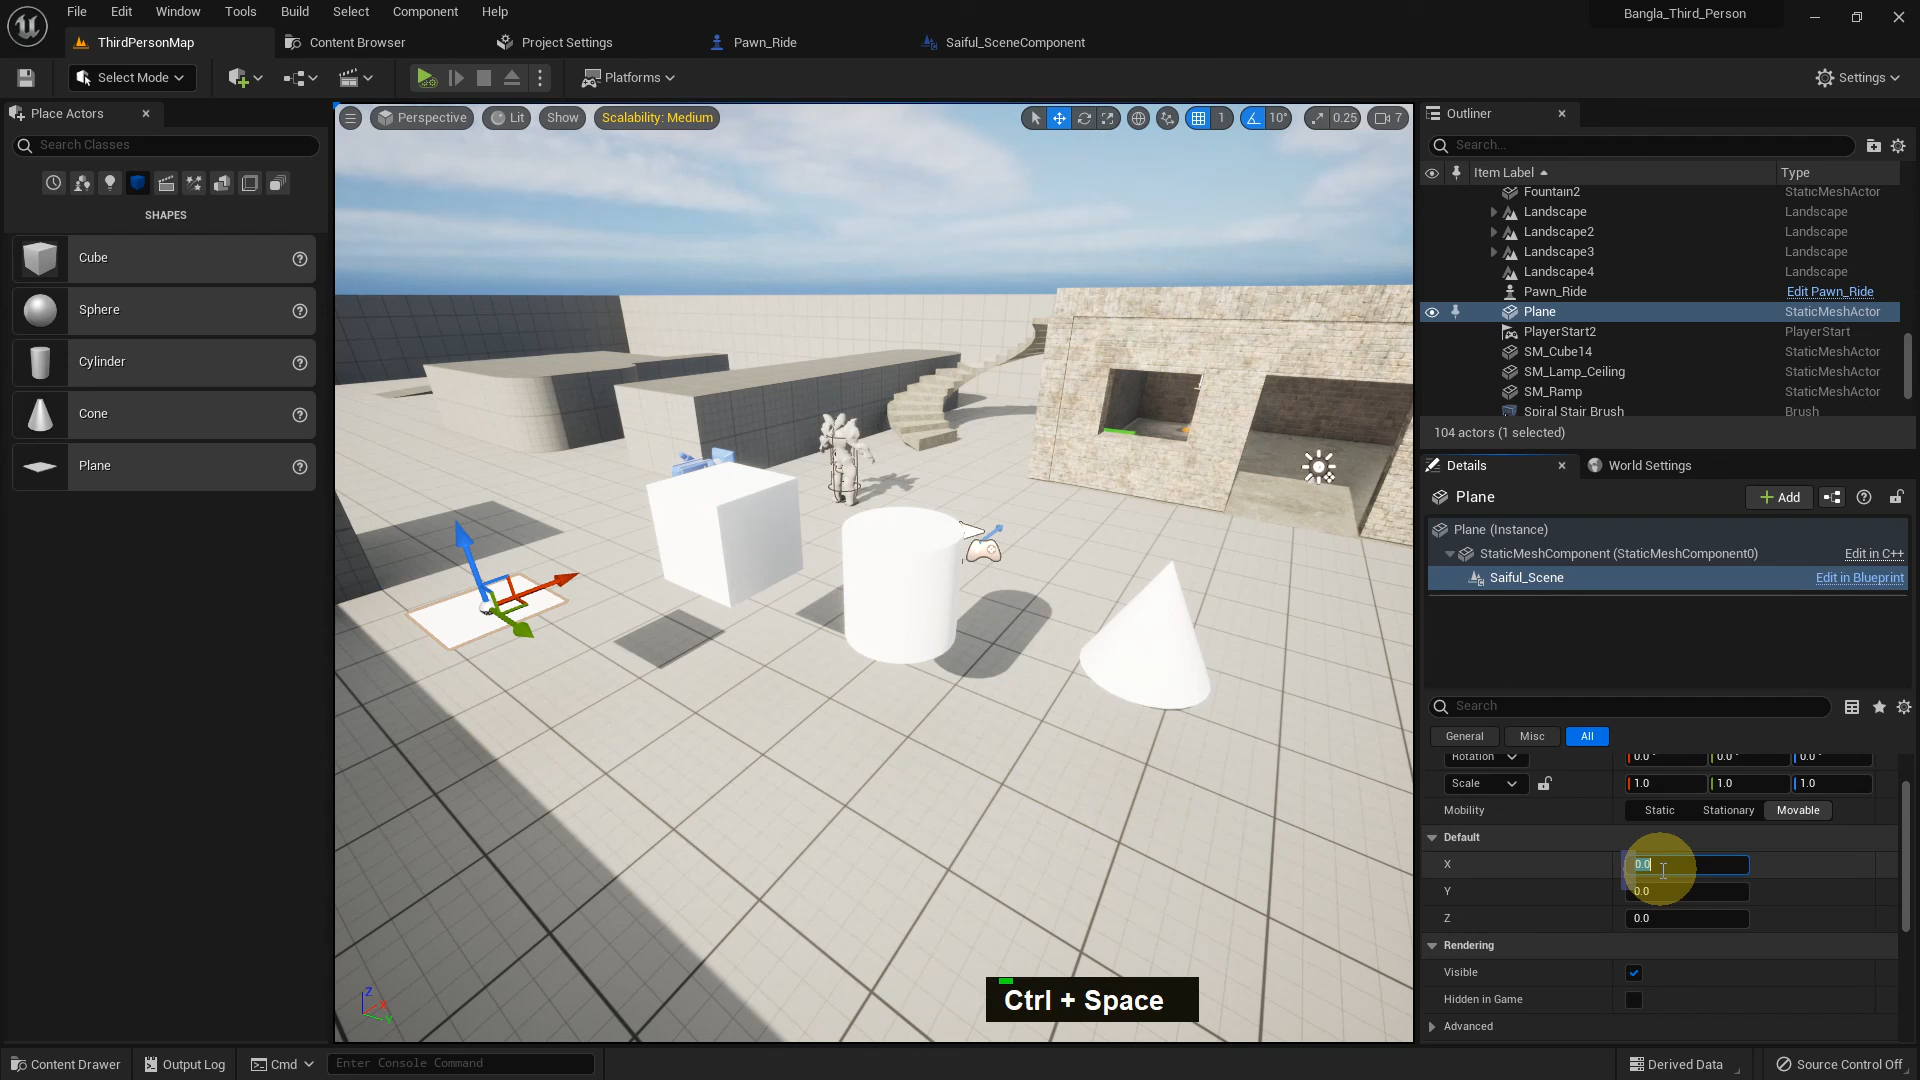 File Edit Window Tools Build Select Component Help
Bangla_Third_Person
ThirdPersonMap
Content Browser
Project Settings
Pawn_Ride
Saiful_SceneComponent
Select Mode
Platforms
Settings
Place Actors
Search Classes
SHAPES
Cube
Sphere
Cylinder
Cone
Plane
Perspective
Lit
Show
Scalability: Medium
1
10°
0.25
7
Z
X
Y
Ctrl + Space
Outliner
Search...
Item Label Type
Fountain2 StaticMeshActor
Landscape Landscape
Landscape2 Landscape
Landscape3 Landscape
Landscape4 Landscape
Pawn_Ride Edit Pawn_Ride
Plane StaticMeshActor
PlayerStart2 PlayerStart
SM_Cube14 StaticMeshActor
SM_Lamp_Ceiling StaticMeshActor
SM_Ramp StaticMeshActor
Spiral Stair Brush Brush
104 actors (1 selected)
Details
World Settings
Plane
Add
Plane (Instance)
StaticMeshComponent (StaticMeshComponent0) Edit in C++
Saiful_Scene Edit in Blueprint
Search
General Misc All
Rotation 0.0° 0.0° 0.0°
Scale 1.0 1.0 1.0
Mobility Static Stationary Movable
Default
X 0.0
Y 0.0
Z 0.0
Rendering
Visible
Hidden in Game
Advanced
Content Drawer
Output Log
Cmd
Enter Console Command
Derived Data
Source Control Off